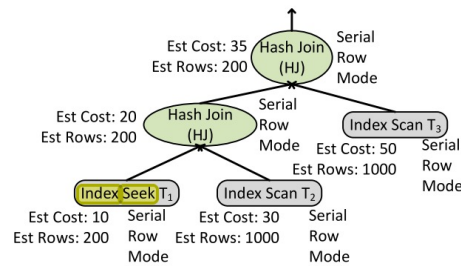 Est Cost: 35
Est Rows: 200
Hash Join
(HJ)
Serial
Row
Mode
Est Cost: 20
Est Rows: 200
Hash Join
(HJ)
Serial
Row
Mode
Index Scan T₃
Est Cost: 50
Est Rows: 1000
Serial
Row
Mode
Index Seek T₁
Est Cost: 10
Est Rows: 200
Serial
Row
Mode
Index Scan T₂
Est Cost: 30
Est Rows: 1000
Serial
Row
Mode